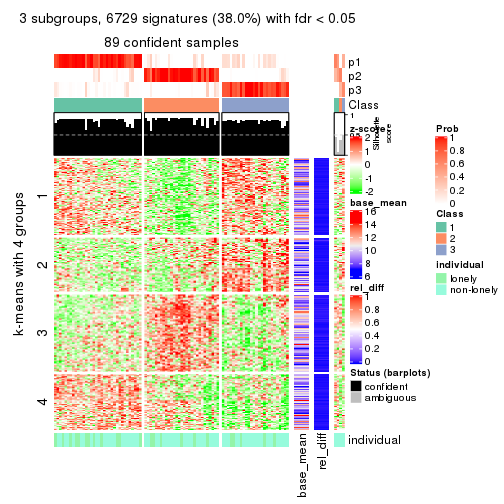 3 subgroups, 6729 signatures (38.0%) with fdr < 0.05
89 confident samples
p1
p2
p3
Class
1
0.5
0
Silhouette
score
k-means with 4 groups
1
2
3
4
base_mean
rel_diff
individual
z-score
2
1
0
-1
-2
base_mean
16
14
12
10
8
6
rel_diff
1
0.8
0.6
0.4
0.2
0
Status (barplots)
confident
ambiguous
Prob
1
0.8
0.6
0.4
0.2
0
Class
1
2
3
individual
lonely
non-lonely